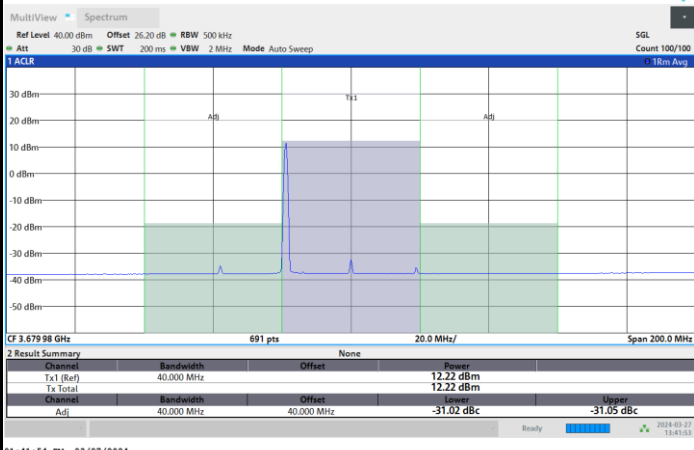 MultiView Spectrum
Ref Level 40.00 dBm Offset 26.20 dB RBW 500 kHz SGL
Att 30 dB SWT 200 ms VBW 2 MHz Mode Auto Sweep Count 100/100
1 ACLR 1Rm Avg
30 dBm
Tx1
20 dBm
Adj Adj
10 dBm
0 dBm
-10 dBm
-20 dBm
-30 dBm
-40 dBm
-50 dBm
CF 3.67998 GHz 691 pts 20.0 MHz/ Span 200.0 MHz
2 Result Summary None
Channel Bandwidth Offset Power
Tx1 (Ref) 40.000 MHz 12.22 dBm
Tx Total 12.22 dBm
Channel Bandwidth Offset Lower Upper
Adj 40.000 MHz 40.000 MHz -31.02 dBc -31.05 dBc
Ready 2024-03-27
13:41:53